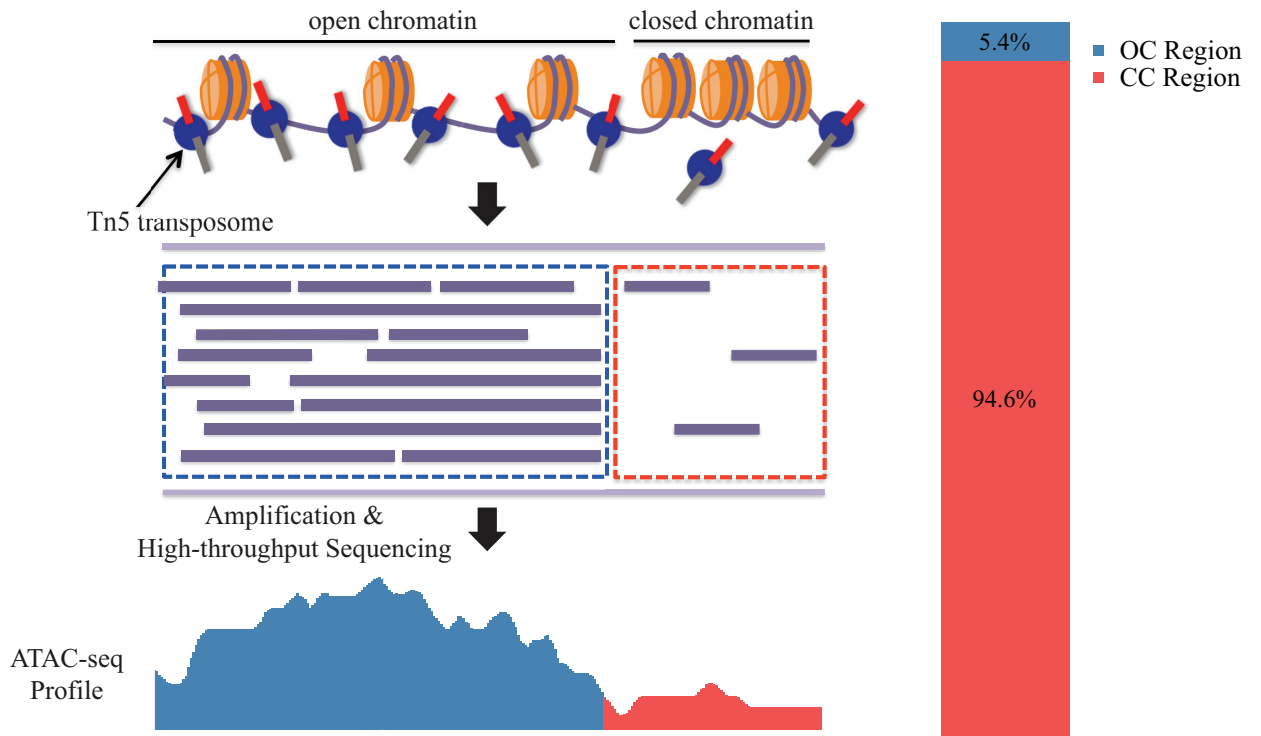 open chromatin
closed chromatin
5.4%
OC Region
CC Region
Tn5 transposome
94.6%
Amplification &
High-throughput Sequencing
ATAC-seq
Profile